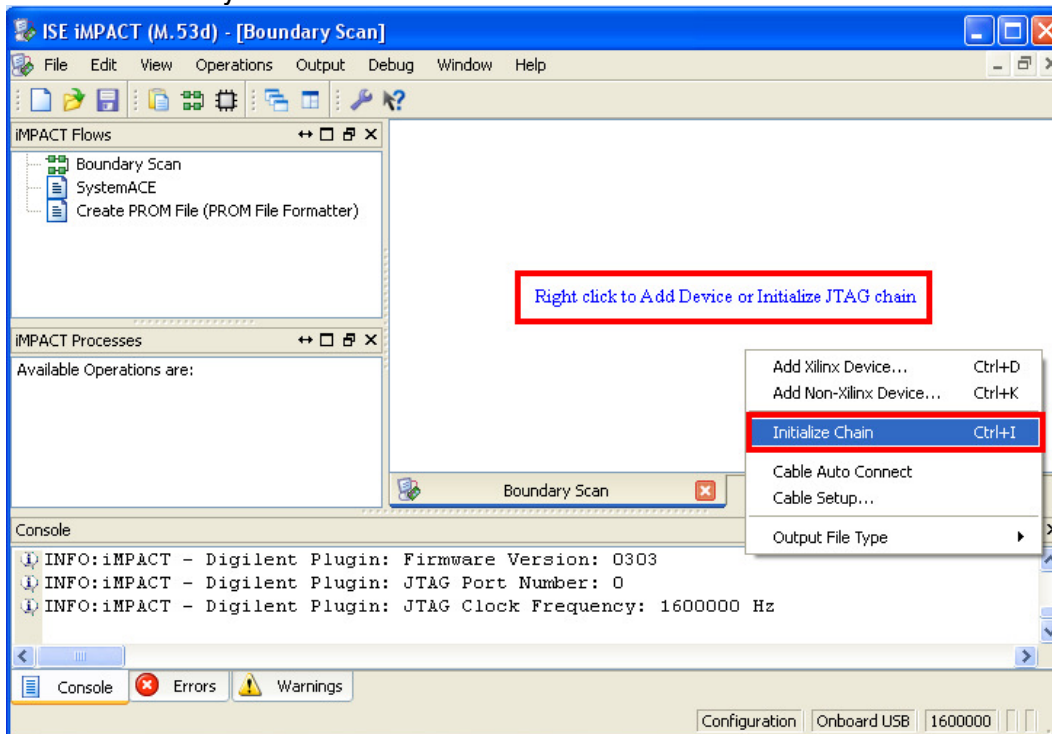 ISE iMPACT (M.53d) - [Boundary Scan]
File Edit View Operations Output Debug Window Help
iMPACT Flows
Boundary Scan
SystemACE
Create PROM File (PROM File Formatter)
Right click to Add Device or Initialize JTAG chain
iMPACT Processes
Available Operations are:
Add Xilinx Device... Ctrl+D
Add Non-Xilinx Device... Ctrl+K
Initialize Chain Ctrl+I
Cable Auto Connect
Cable Setup...
Output File Type
Boundary Scan
Console
INFO:iMPACT - Digilent Plugin: Firmware Version: 0303
INFO:iMPACT - Digilent Plugin: JTAG Port Number: 0
INFO:iMPACT - Digilent Plugin: JTAG Clock Frequency: 1600000 Hz
Console Errors Warnings
Configuration Onboard USB 1600000